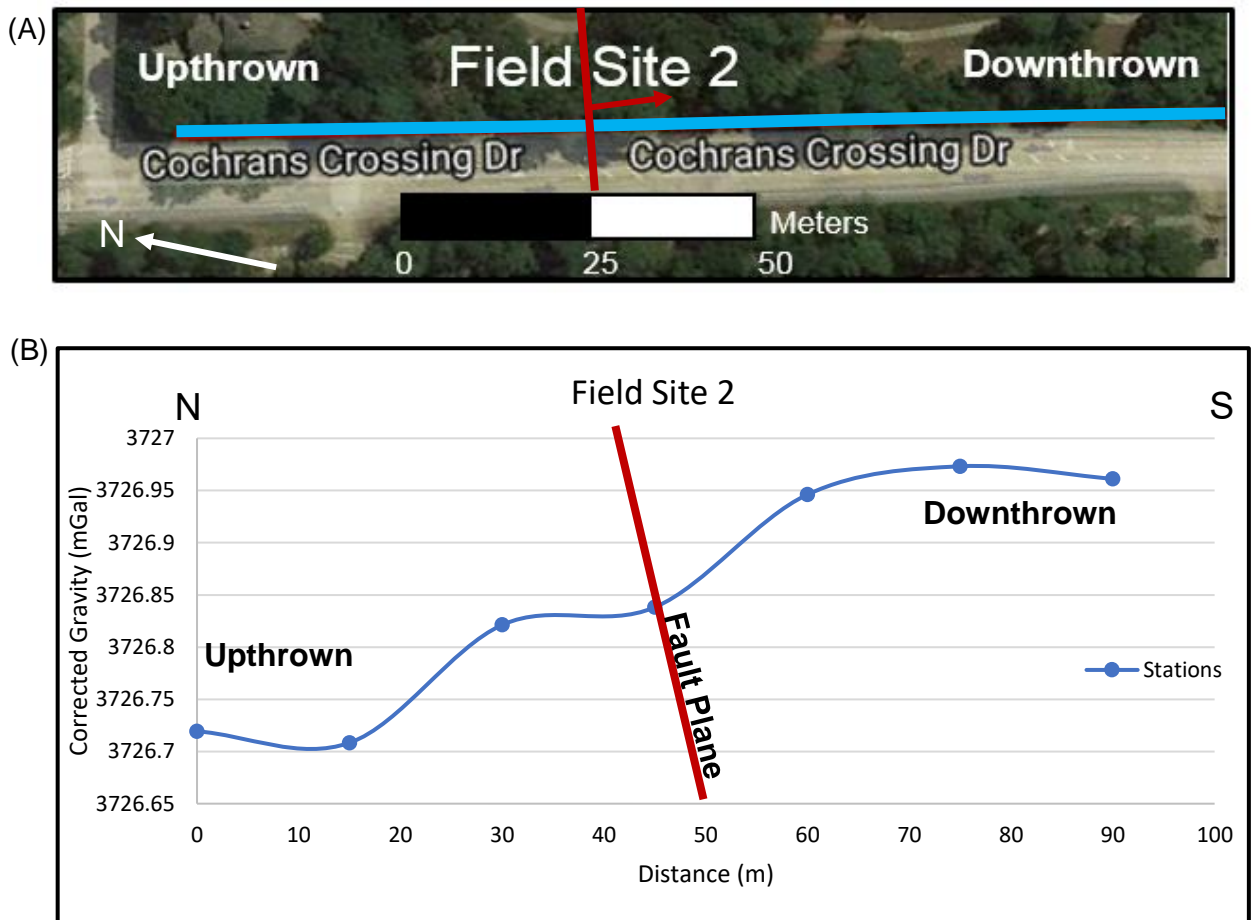 (A)
Upthrown Field Site 2 Downthrown
Cochrans Crossing Dr Cochrans Crossing Dr
N
Meters
0 25 50
(B)
Field Site 2
N S
3727
3726.95
3726.9
3726.85
3726.8
3726.75
3726.7
3726.65
Corrected Gravity (mGal)
Downthrown
Upthrown
Fault Plane
Stations
0 10 20 30 40 50 60 70 80 90 100
Distance (m)